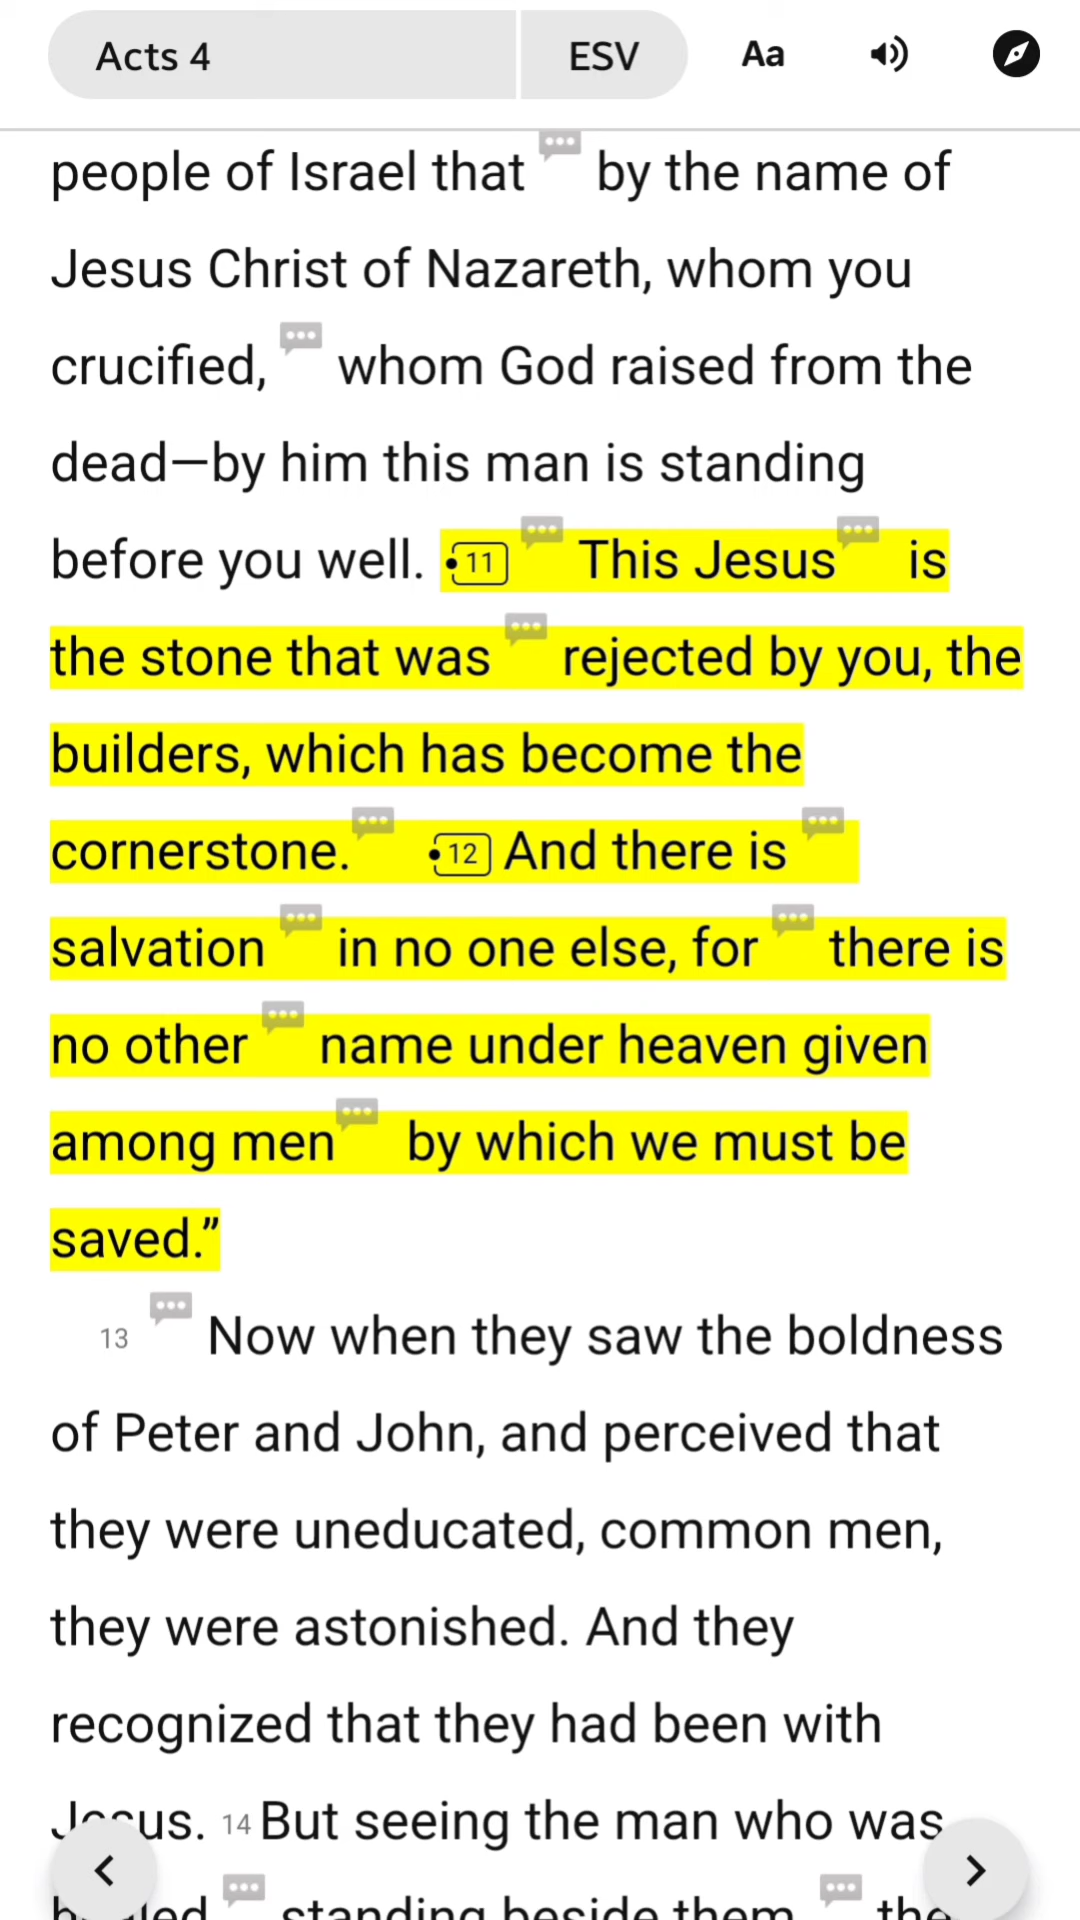 Acts 4 ESV Aa
people of Israel that by the name of
Jesus Christ of Nazareth, whom you
crucified, whom God raised from the
dead—by him this man is standing
before you well. 11 This Jesus is
the stone that was rejected by you, the
builders, which has become the
cornerstone. 12 And there is
salvation in no one else, for there is
no other name under heaven given
among men by which we must be
saved.”
13 Now when they saw the boldness
of Peter and John, and perceived that
they were uneducated, common men,
they were astonished. And they
recognized that they had been with
Jesus. 14 But seeing the man who was
healed standing beside them, the